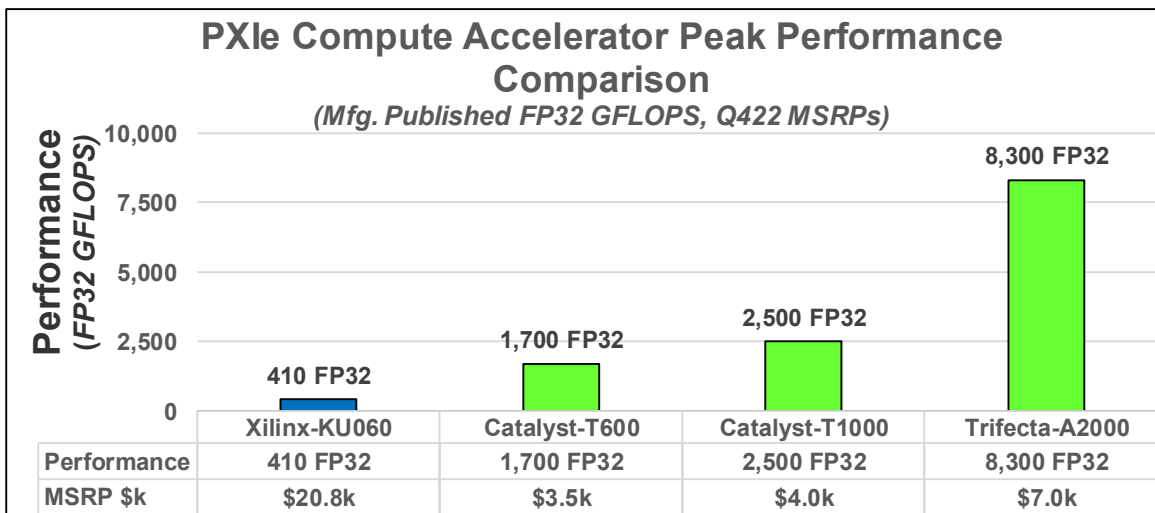 PXIe Compute Accelerator Peak Performance
Comparison
(Mfg. Published FP32 GFLOPS, Q422 MSRPs)
Performance
(FP32 GFLOPS)
10,000
7,500
5,000
2,500
0
410 FP32
1,700 FP32
2,500 FP32
8,300 FP32
Xilinx-KU060 Catalyst-T600 Catalyst-T1000 Trifecta-A2000
Performance 410 FP32 1,700 FP32 2,500 FP32 8,300 FP32
MSRP $k $20.8k $3.5k $4.0k $7.0k